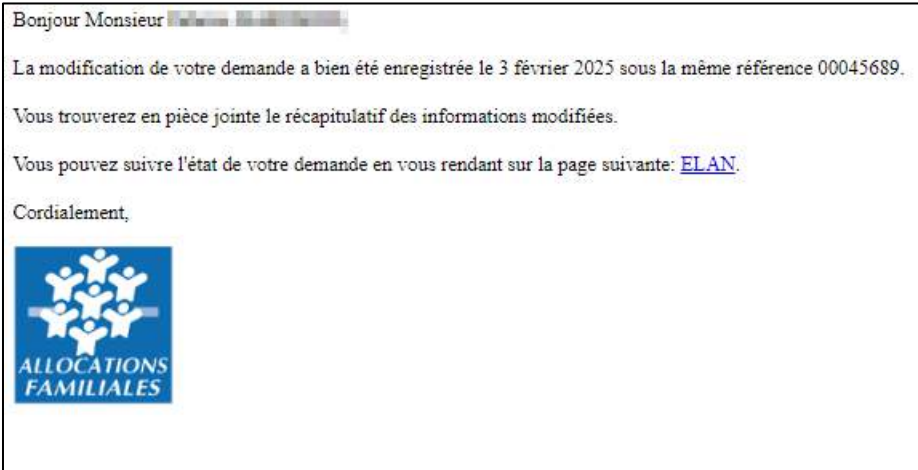 Bonjour Monsieur
La modification de votre demande a bien été enregistrée le 3 février 2025 sous la même référence 00045689.
Vous trouverez en pièce jointe le récapitulatif des informations modifiées.
Vous pouvez suivre l'état de votre demande en vous rendant sur la page suivante: ELAN.
Cordialement,
ALLOCATIONS
FAMILIALES